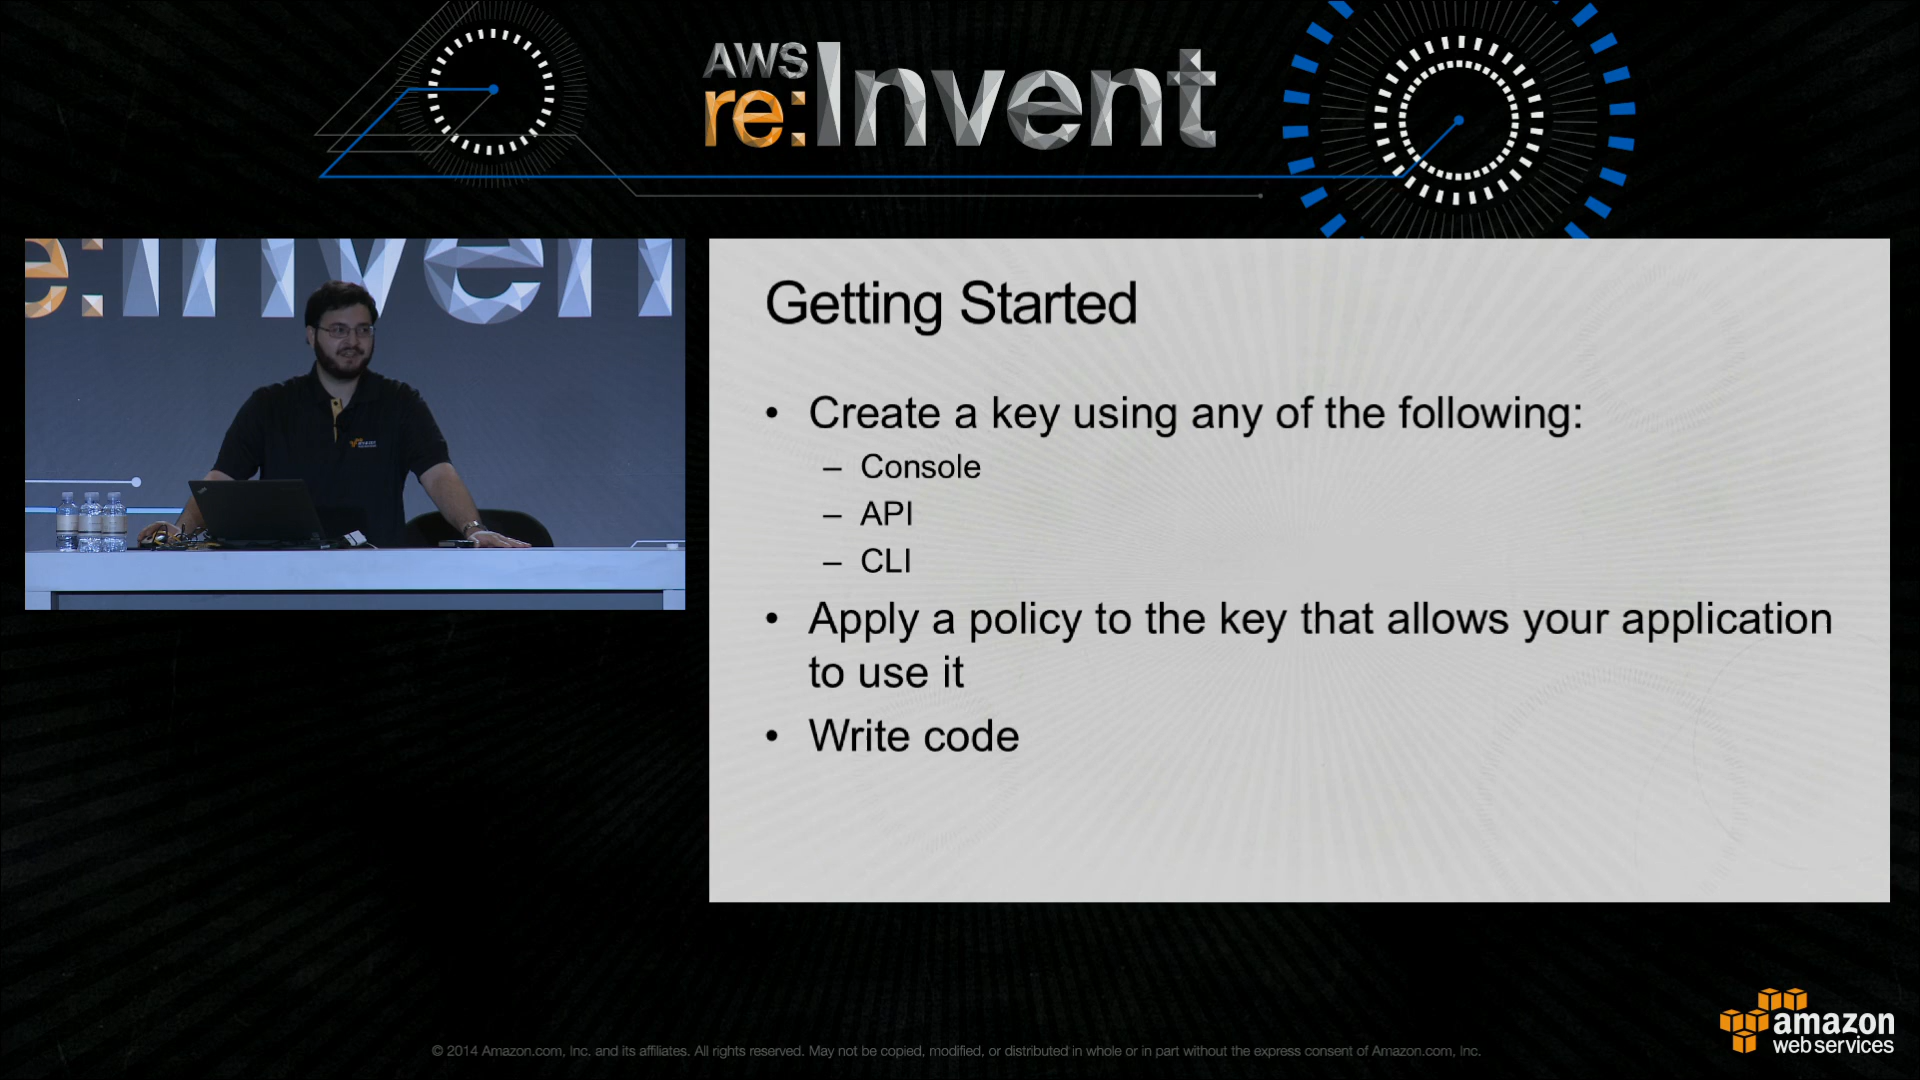 AWS
re:Invent
e:Inven
Getting Started
• Create a key using any of the following:
– Console
– API
– CLI
• Apply a policy to the key that allows your application
to use it
• Write code
amazon
web services
© 2014 Amazon.com, Inc. and its affiliates. All rights reserved. May not be copied, modified, or distributed in whole or in part without the express consent of Amazon.com, Inc.